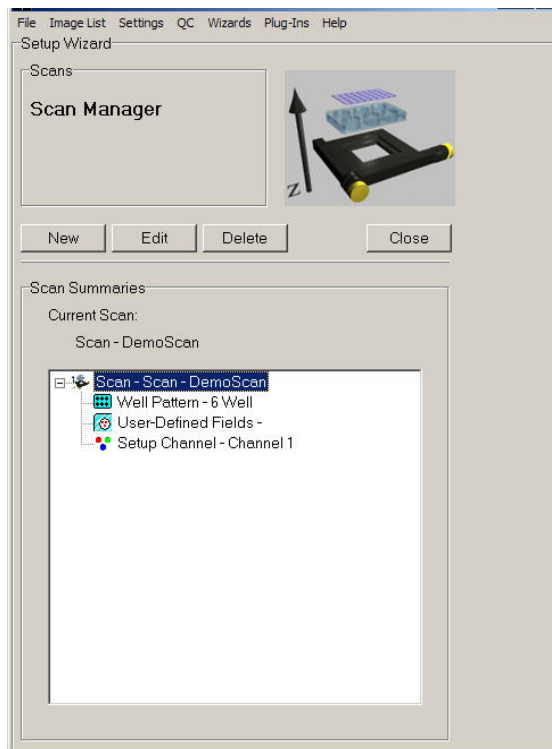 File Image List Settings QC Wizards Plug-Ins Help
Setup Wizard
Scans
Scan Manager
Z
New Edit Delete Close
Scan Summaries
Current Scan:
Scan - DemoScan
Scan - Scan - DemoScan
Well Pattern - 6 Well
User-Defined Fields -
Setup Channel - Channel 1